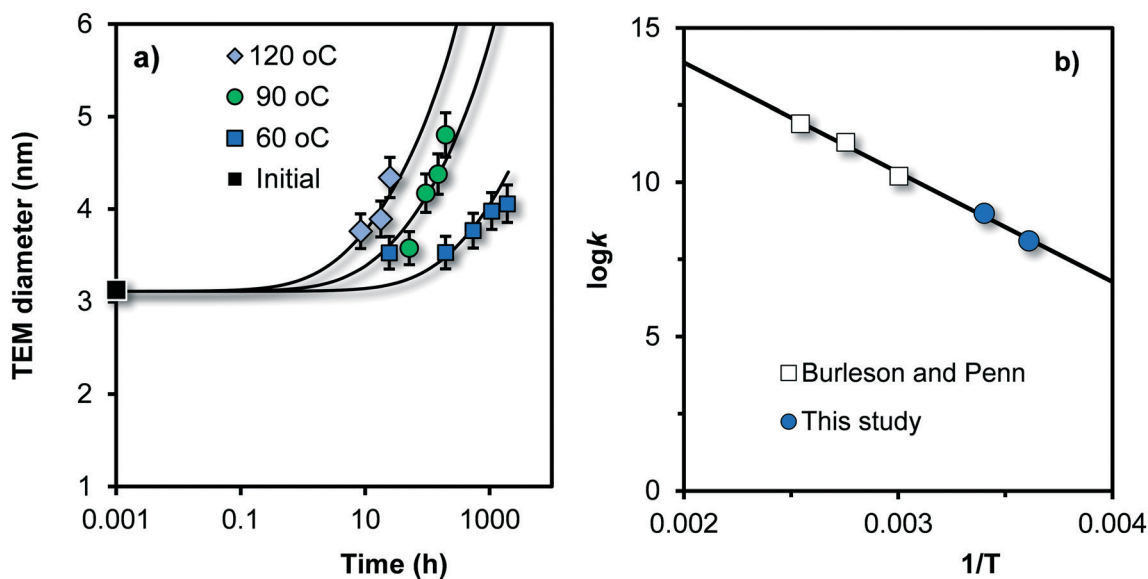 a)
120 oC
90 oC
60 oC
Initial
TEM diameter (nm)
6
5
4
3
2
1
0.001
0.1
10
1000
Time (h)
b)
logk
15
10
5
0
Burleson and Penn
This study
0.002
0.003
0.004
1/T